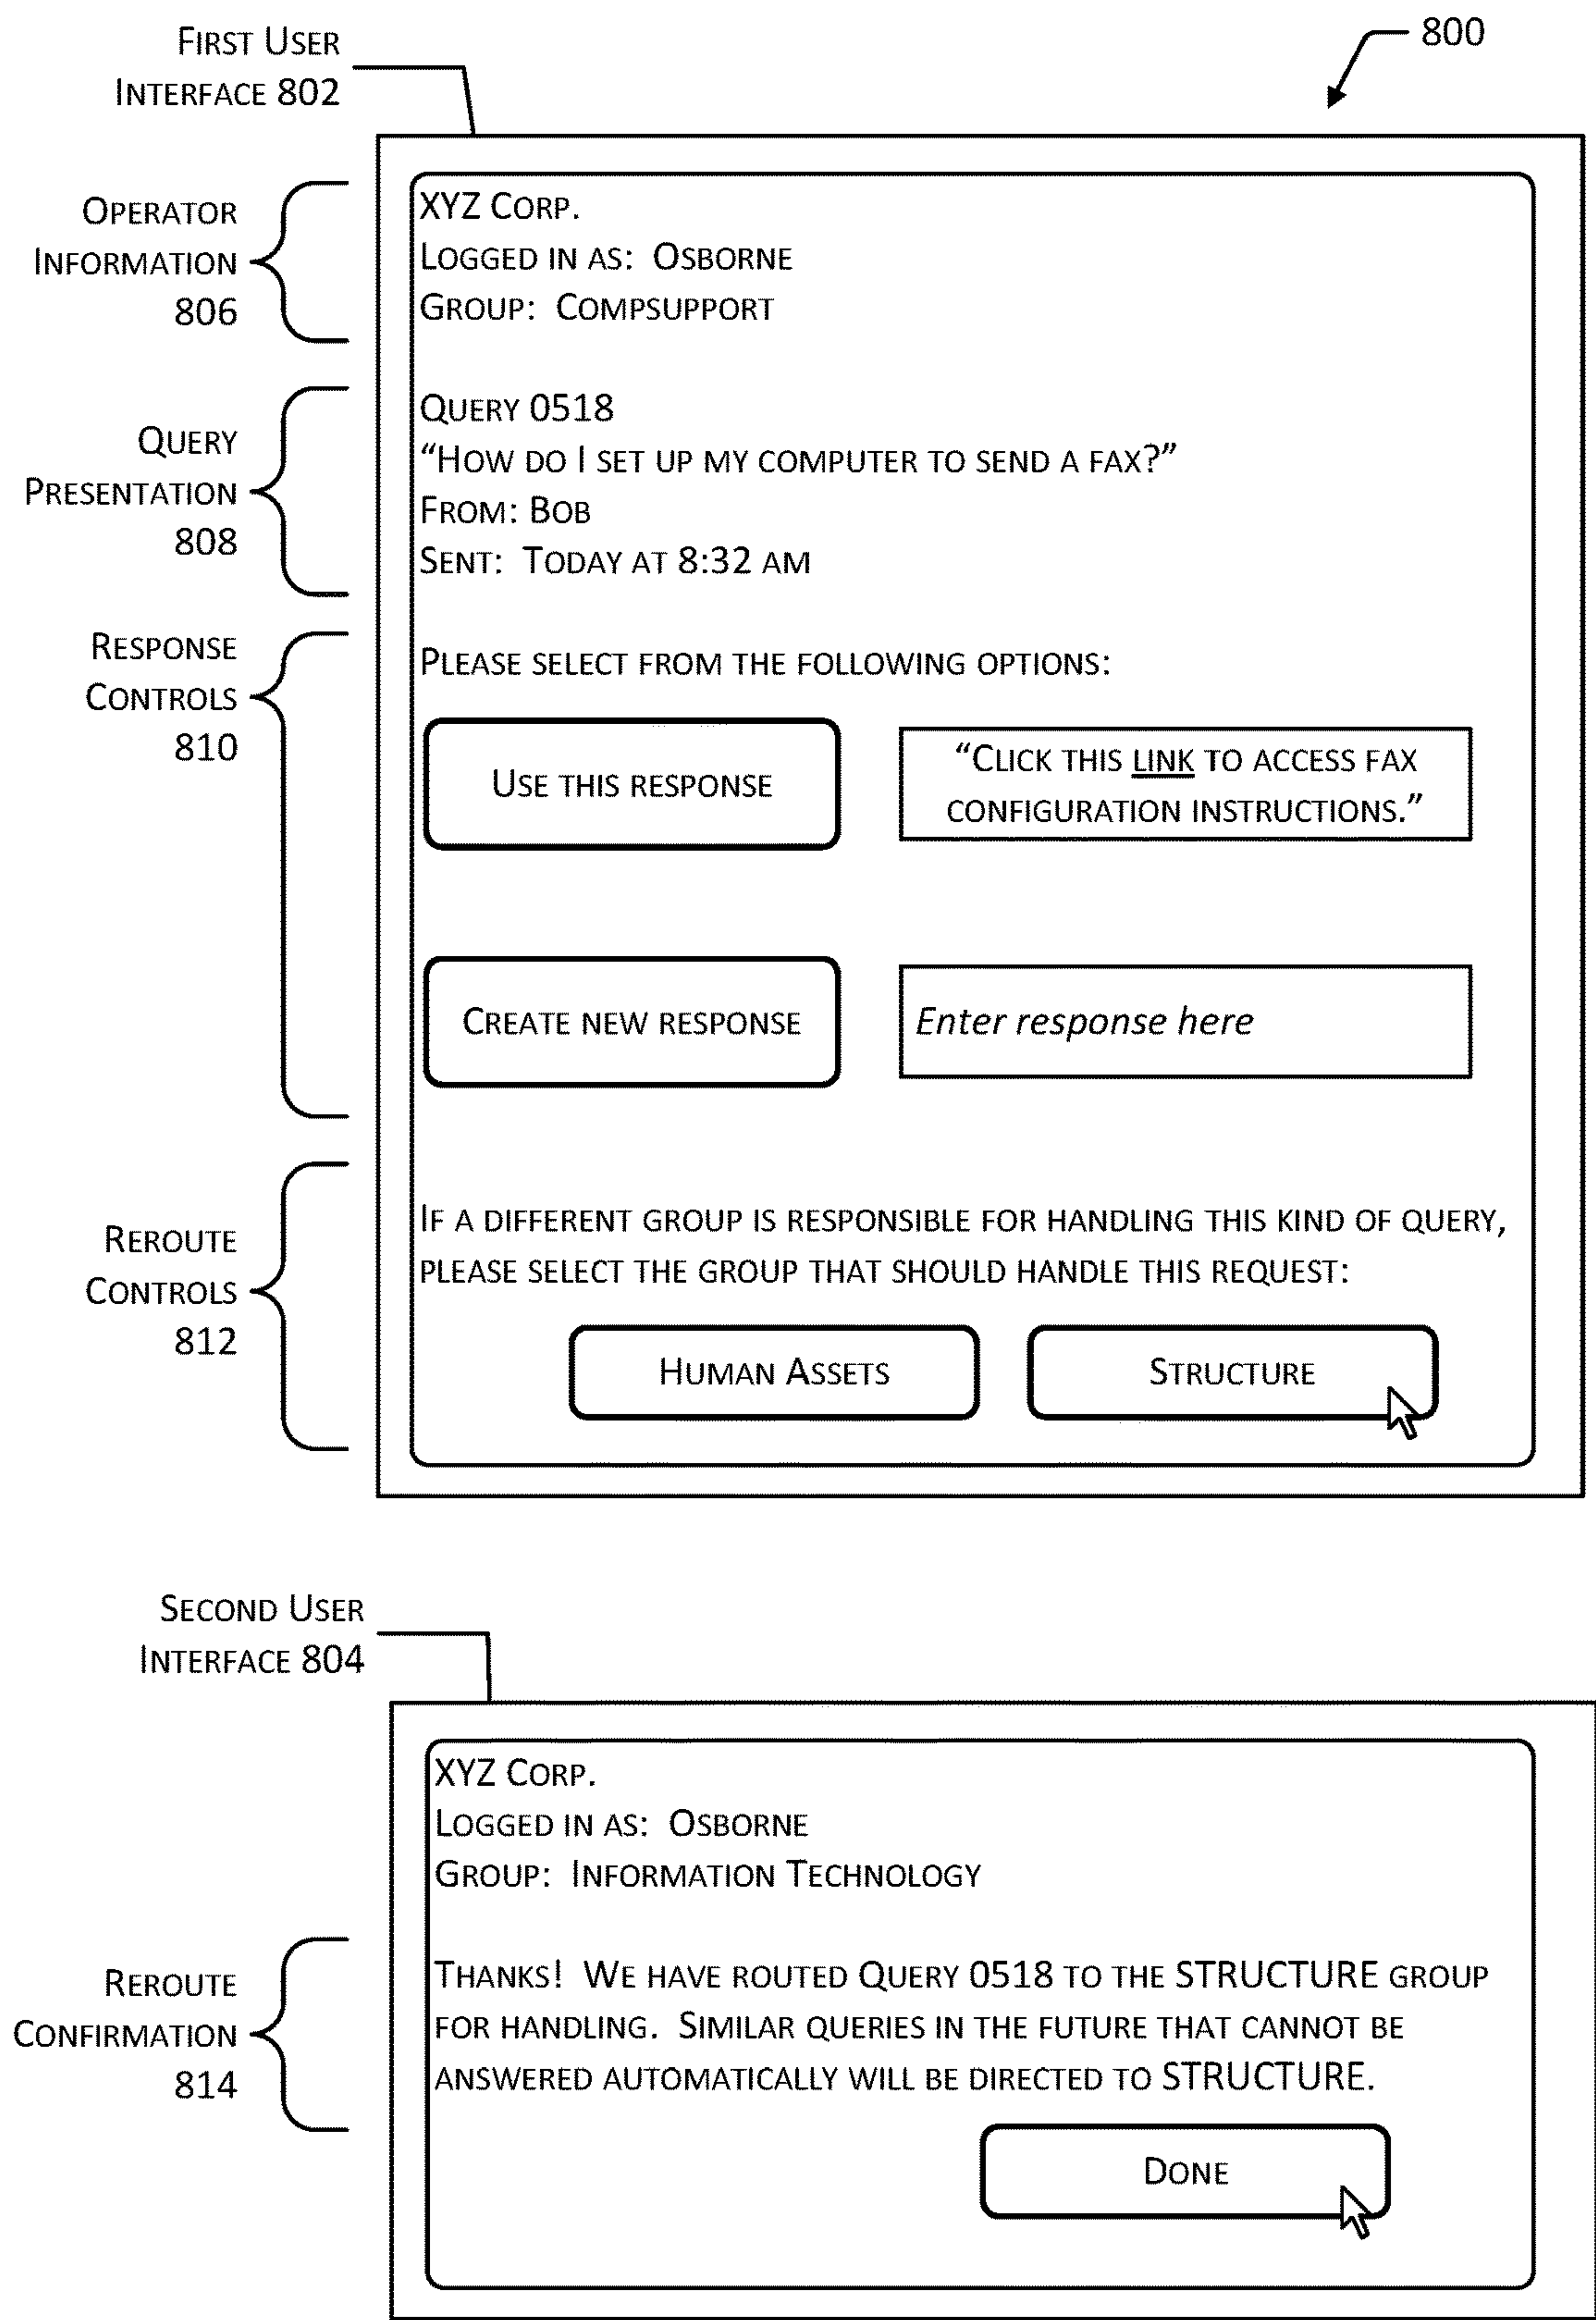 800
First User
Interface 802
Operator
Information
806
XYZ Corp.
Logged in as: Osborne
Group: Compsupport
Query
Presentation
808
Query 0518
“How do I set up my computer to send a fax?”
From: Bob
Sent: Today at 8:32 am
Response
Controls
810
Please select from the following options:
Use this response
“Click this link to access fax
configuration instructions.”
Create new response
Enter response here
Reroute
Controls
812
If a different group is responsible for handling this kind of query,
please select the group that should handle this request:
Human Assets
Structure
Second User
Interface 804
XYZ Corp.
Logged in as: Osborne
Group: Information Technology
Reroute
Confirmation
814
Thanks! We have routed Query 0518 to the STRUCTURE group
for handling. Similar queries in the future that cannot be
answered automatically will be directed to STRUCTURE.
Done